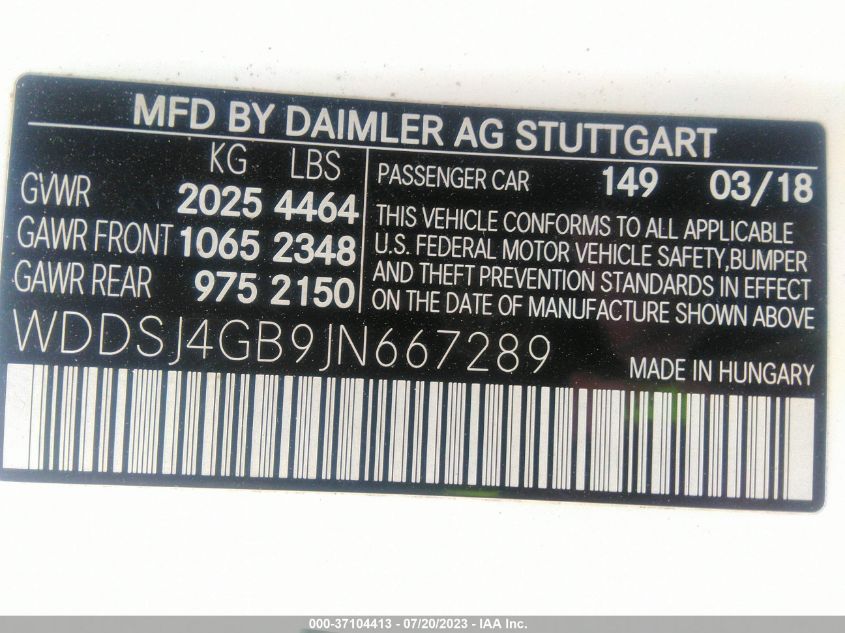 MFD BY DAIMLER AG STUTTGART
KG LBS
GVWR 2025 4464
GAWR FRONT 1065 2348
GAWR REAR 975 2150
PASSENGER CAR 149 03/18
THIS VEHICLE CONFORMS TO ALL APPLICABLE
U.S. FEDERAL MOTOR VEHICLE SAFETY,BUMPER
AND THEFT PREVENTION STANDARDS IN EFFECT
ON THE DATE OF MANUFACTURE SHOWN ABOVE
WDDSJ4GB9JN667289
MADE IN HUNGARY
000-37104413 - 07/20/2023 - IAA Inc.